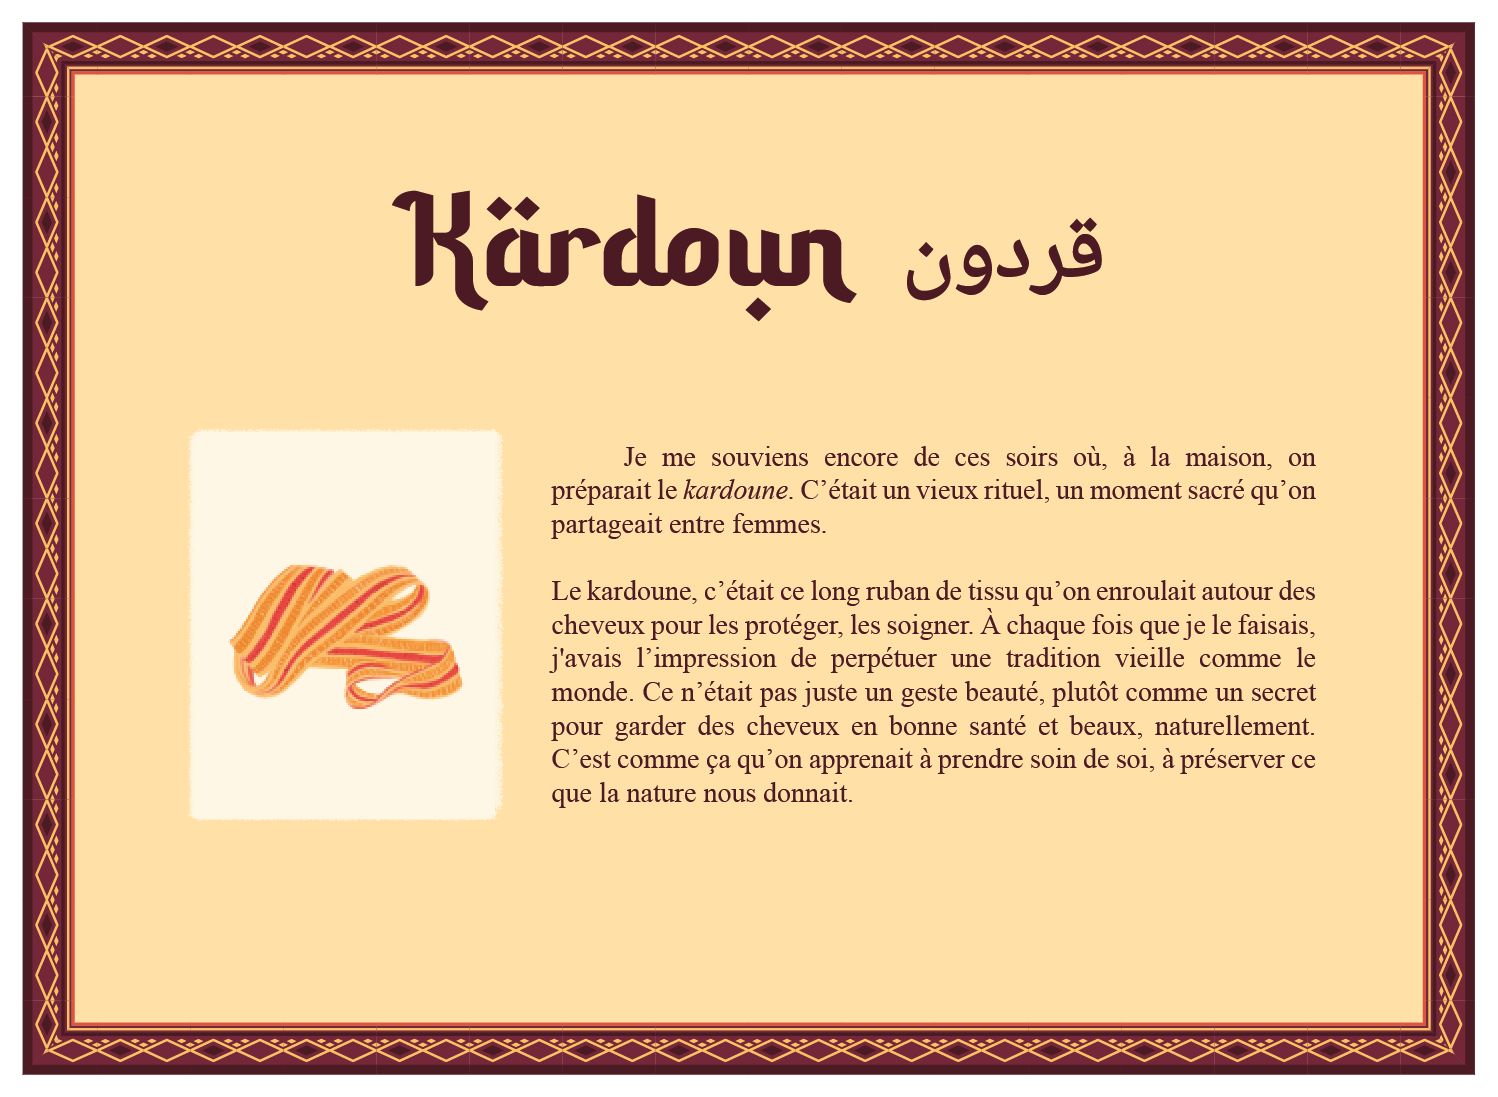 Kärdoun قردون
Je me souviens encore de ces soirs où, à la maison, on
préparait le kardoune. C’était un vieux rituel, un moment sacré qu’on
partageait entre femmes.
Le kardoune, c’était ce long ruban de tissu qu’on enroulait autour des
cheveux pour les protéger, les soigner. À chaque fois que je le faisais,
j'avais l’impression de perpétuer une tradition vieille comme le
monde. Ce n’était pas juste un geste beauté, plutôt comme un secret
pour garder des cheveux en bonne santé et beaux, naturellement.
C’est comme ça qu’on apprenait à prendre soin de soi, à préserver ce
que la nature nous donnait.